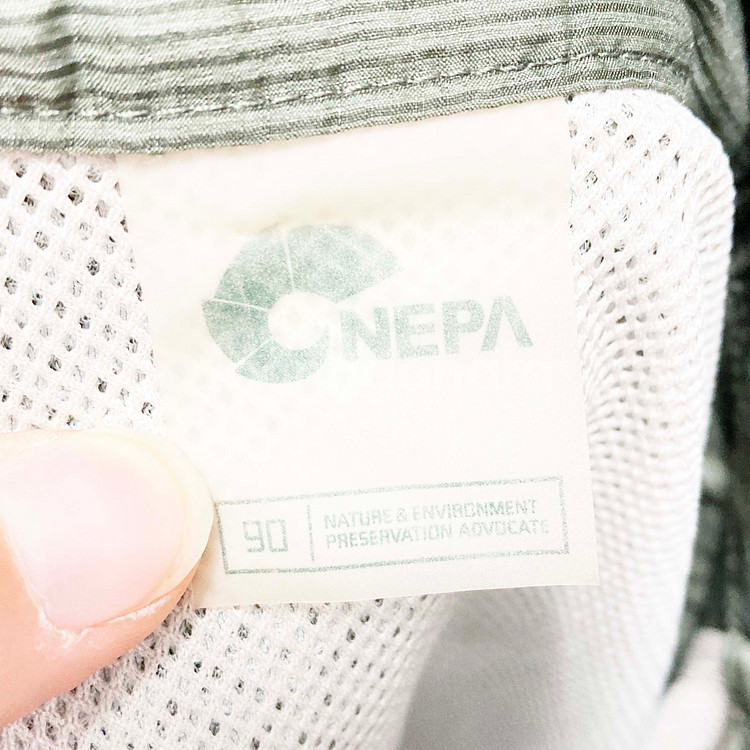 NEPA
90
NATURE & ENVIRONMENT
PRESERVATION ADVOCATE